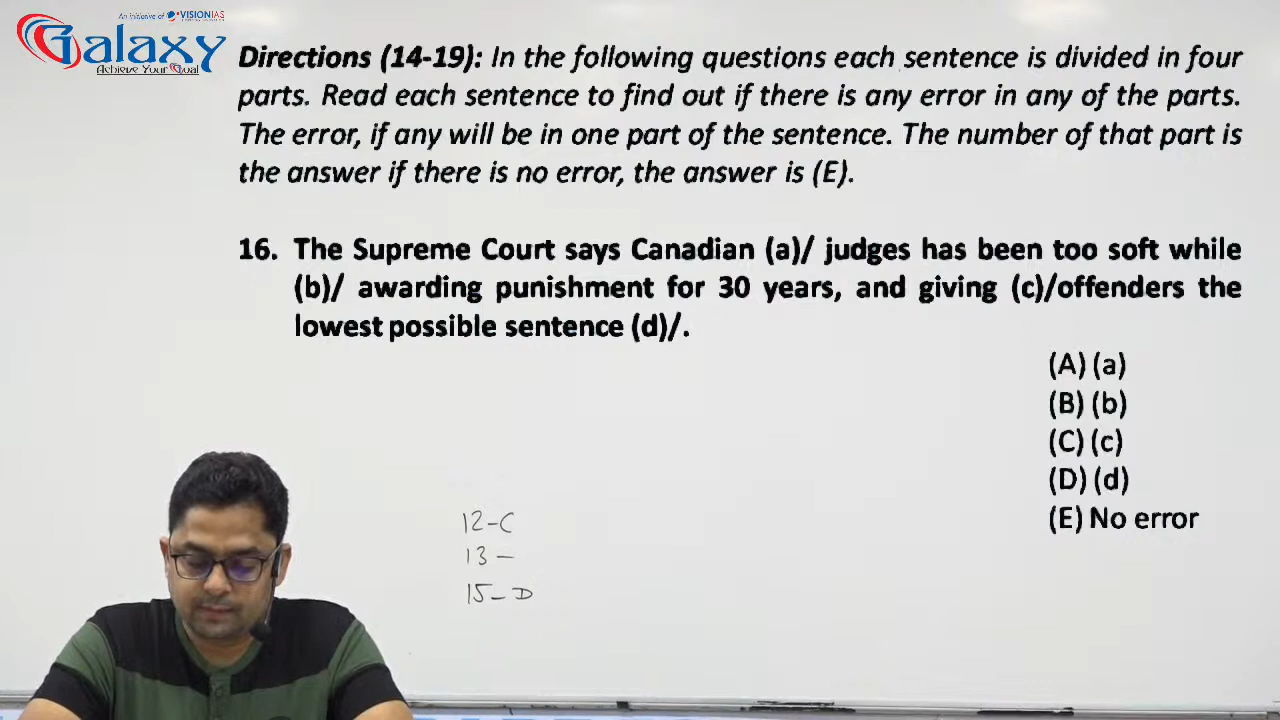 An initiative of VISIONIAS
Galaxy
Achieve Your Goal
Directions (14-19): In the following questions each sentence is divided in four
parts. Read each sentence to find out if there is any error in any of the parts.
The error, if any will be in one part of the sentence. The number of that part is
the answer if there is no error, the answer is (E).
16. The Supreme Court says Canadian (a)/ judges has been too soft while
(b)/ awarding punishment for 30 years, and giving (c)/offenders the
lowest possible sentence (d)/.
(A) (a)
(B) (b)
(C) (c)
(D) (d)
(E) No error
12-C
13-
15-D